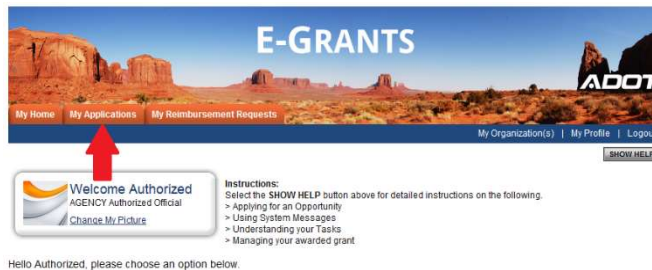 E-GRANTS
ADOT
My Home My Applications My Reimbursement Requests
My Organization(s) | My Profile | Logout
SHOW HELP
Welcome Authorized
AGENCY Authorized Official
Change My Picture
Instructions:
Select the SHOW HELP button above for detailed instructions on the following.
> Applying for an Opportunity
> Using System Messages
> Understanding your Tasks
> Managing your awarded grant
Hello Authorized, please choose an option below.